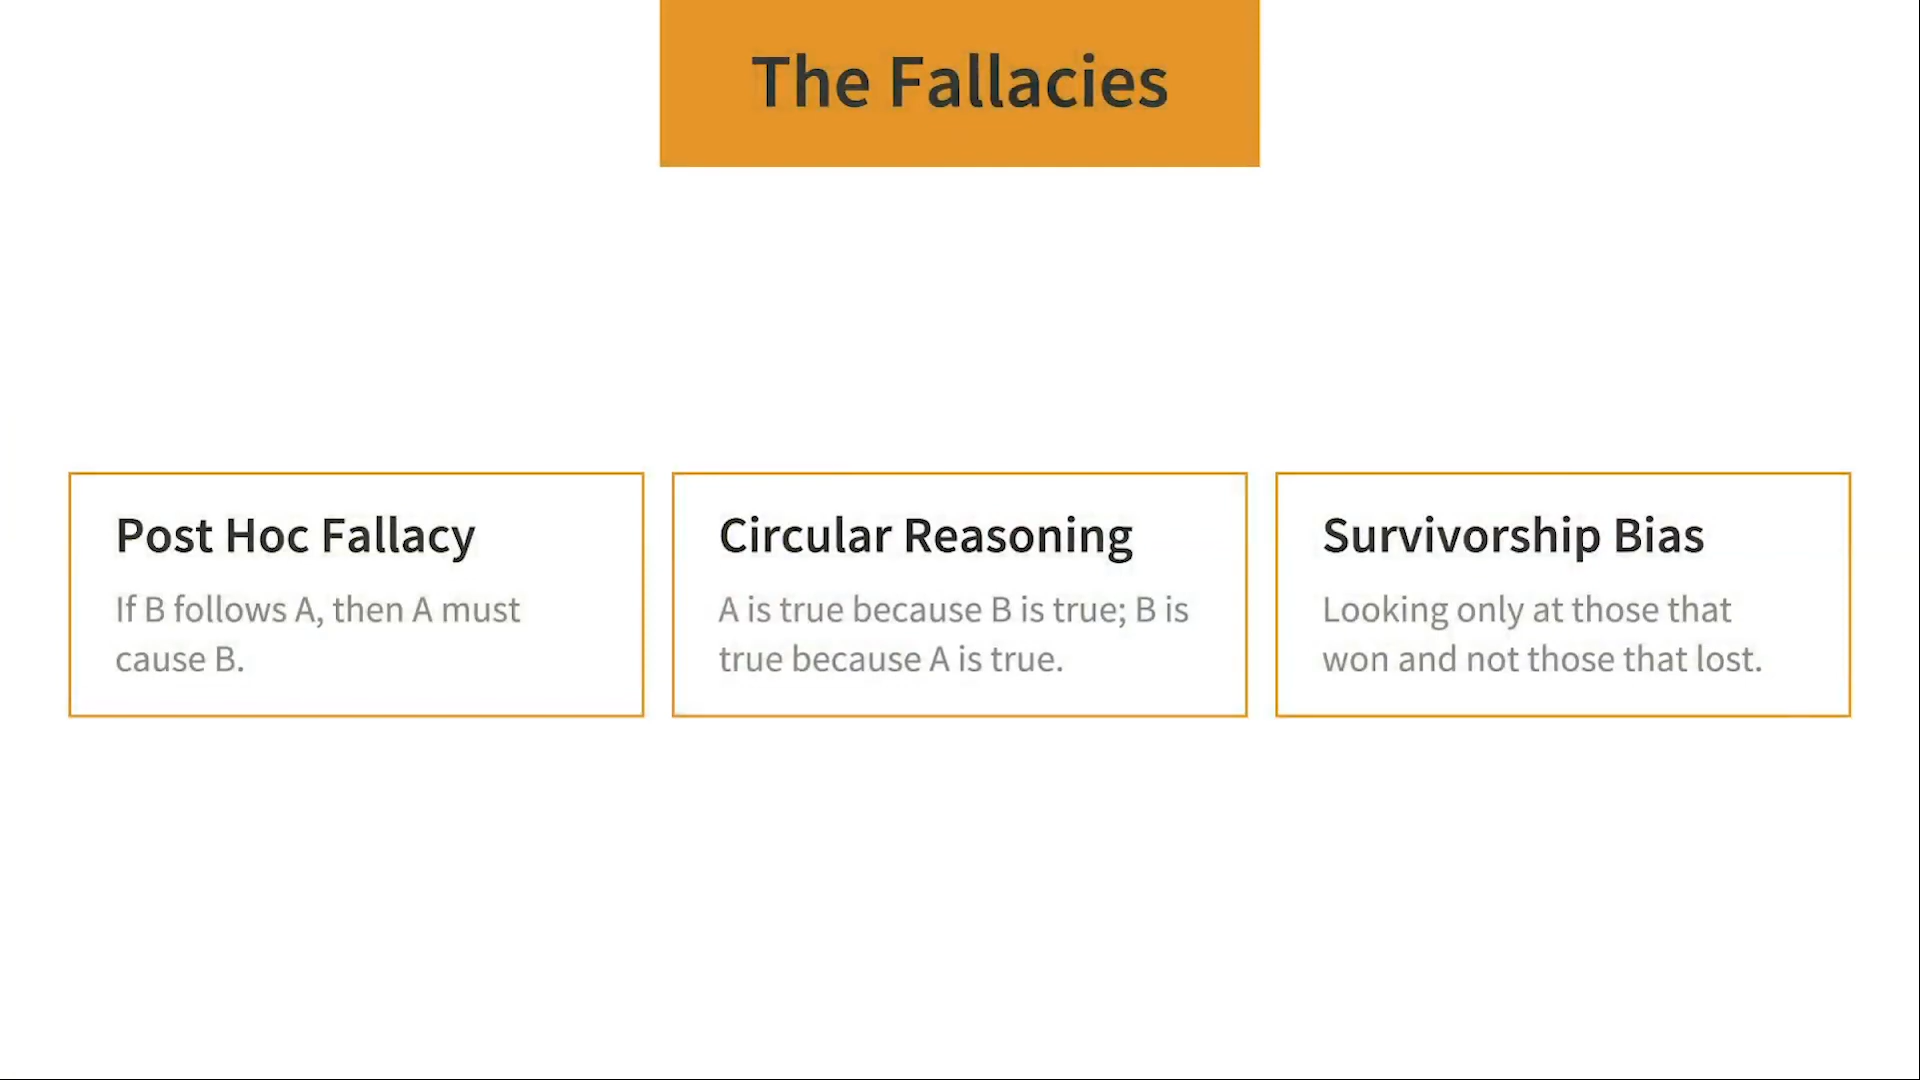 The Fallacies
Post Hoc Fallacy
If B follows A, then A must
cause B.
Circular Reasoning
A is true because B is true; B is
true because A is true.
Survivorship Bias
Looking only at those that
won and not those that lost.